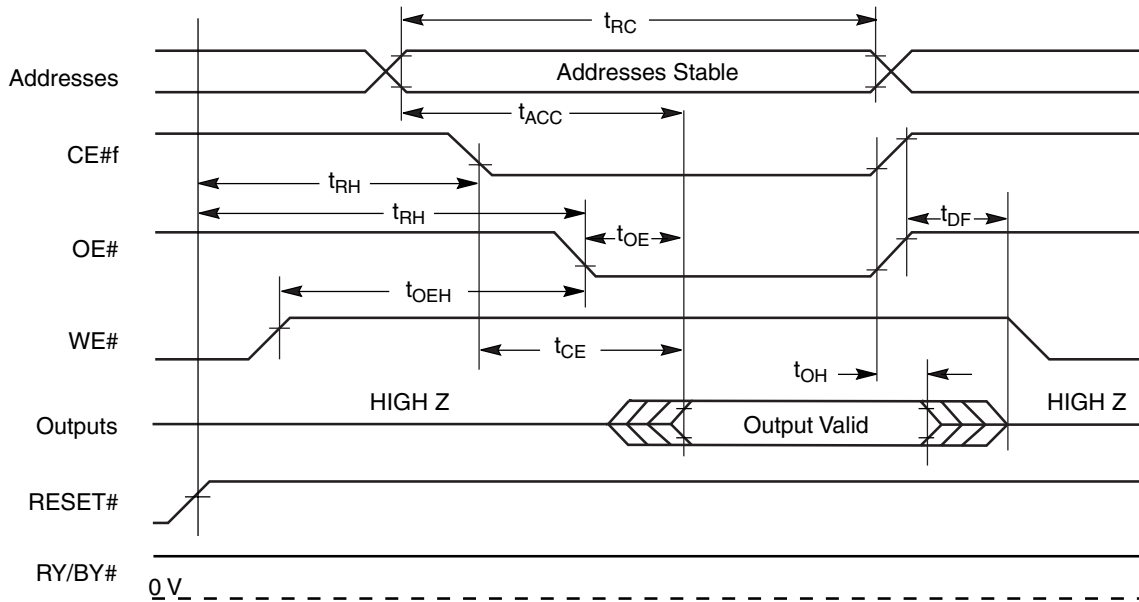 tRC
Addresses
Addresses Stable
tACC
CE#f
tRH
tRH
tDF
OE#
tOE
tOEH
WE#
tCE
tOH
HIGH Z
HIGH Z
Outputs
Output Valid
RESET#
RY/BY#
0 V